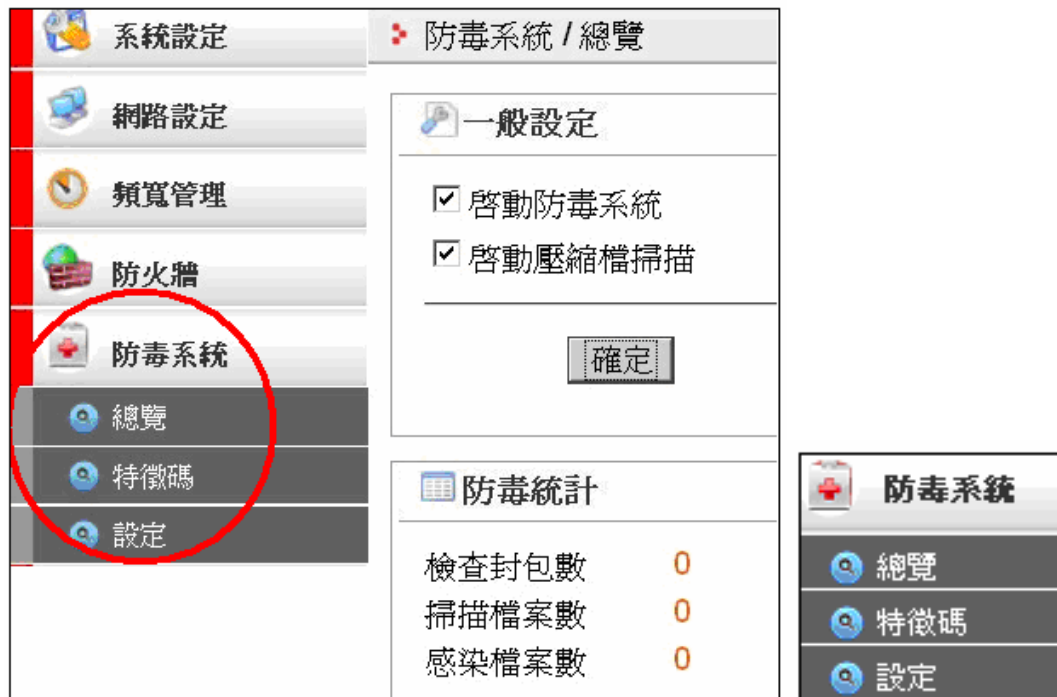 系統設定
網路設定
頻寬管理
防火牆
防毒系統
總覽
特徵碼
設定
防毒系統 / 總覽
一般設定
啓動防毒系統
啓動壓縮檔掃描
確定
防毒統計
檢查封包數 0
掃描檔案數 0
感染檔案數 0
防毒系統
總覽
特徵碼
設定